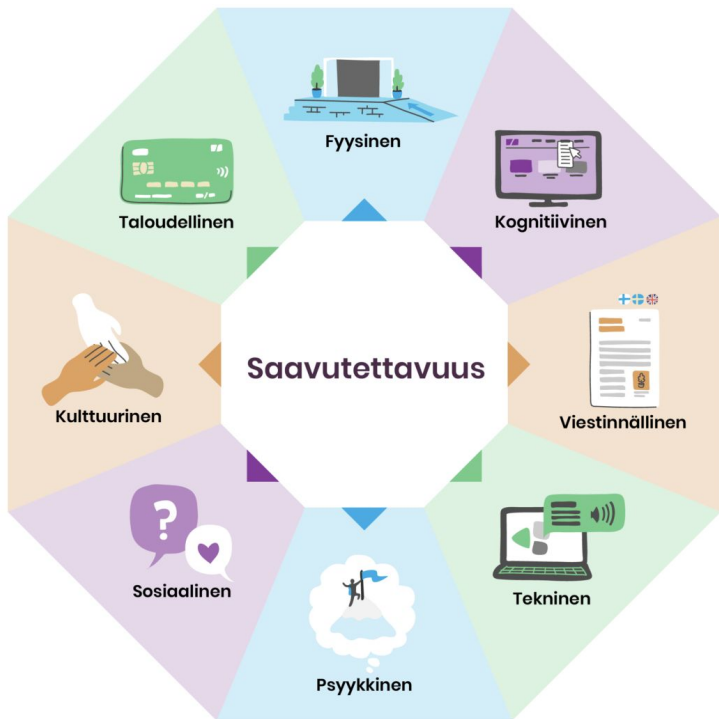 Fyysinen
Kognitiivinen
Taloudellinen
Saavutettavuus
Kulttuurinen
Viestinnällinen
?
Sosiaalinen
Tekninen
Psyykkinen